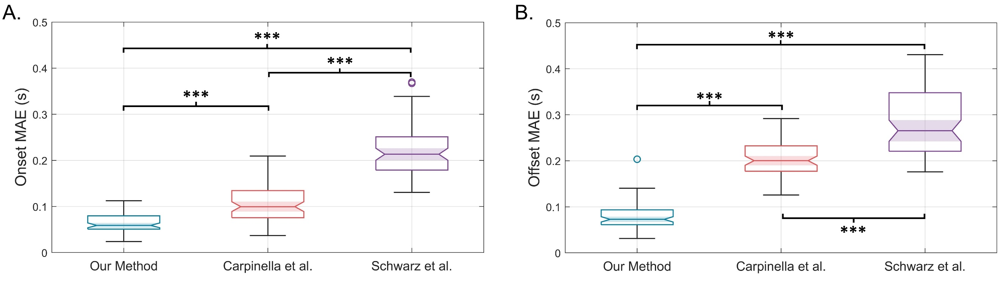 A.
Onset MAE (s)
0.5
0.4
0.3
0.2
0.1
0
***
***
***
Our Method
Carpinella et al.
Schwarz et al.
B.
Offset MAE (s)
0.5
0.4
0.3
0.2
0.1
0
***
***
***
Our Method
Carpinella et al.
Schwarz et al.